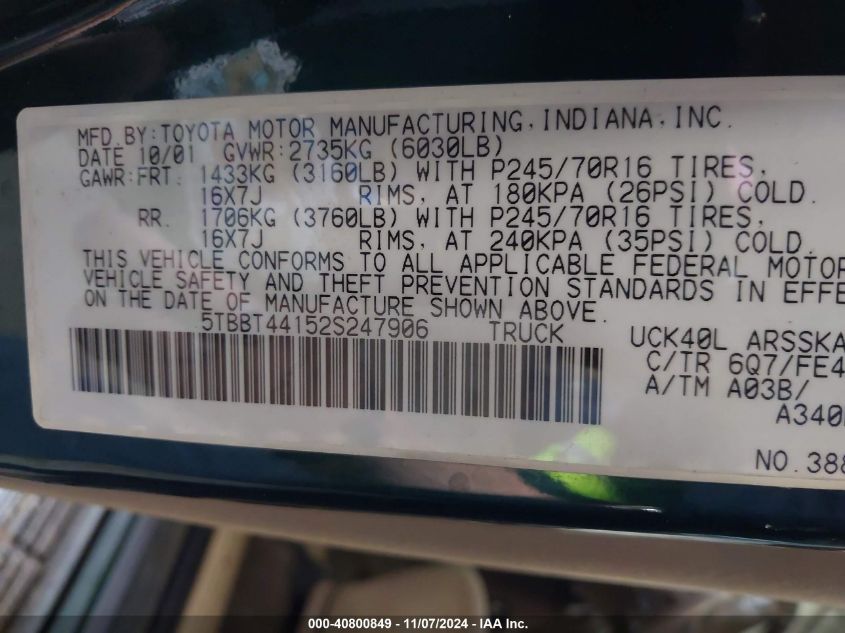 MFD.BY:TOYOTA MOTOR MANUFACTURING,INDIANA,INC.
DATE 10/01 GVWR:2735KG (6030LB)
GAWR:FRT. 1433KG (3160LB) WITH P245/70R16 TIRES,
16X7J RIMS, AT 180KPA (26PSI) COLD.
RR. 1706KG (3760LB) WITH P245/70R16 TIRES,
16X7J RIMS, AT 240KPA (35PSI) COLD.
THIS VEHICLE CONFORMS TO ALL APPLICABLE FEDERAL MOTOR
VEHICLE SAFETY AND THEFT PREVENTION STANDARDS IN EFFE
ON THE DATE OF MANUFACTURE SHOWN ABOVE.
5TBBT44152S247906 TRUCK
UCK40L ARSSKA
C/TR 6Q7/FE4
A/TM A03B/
A340
NO.388
000-40800849 - 11/07/2024 - IAA Inc.